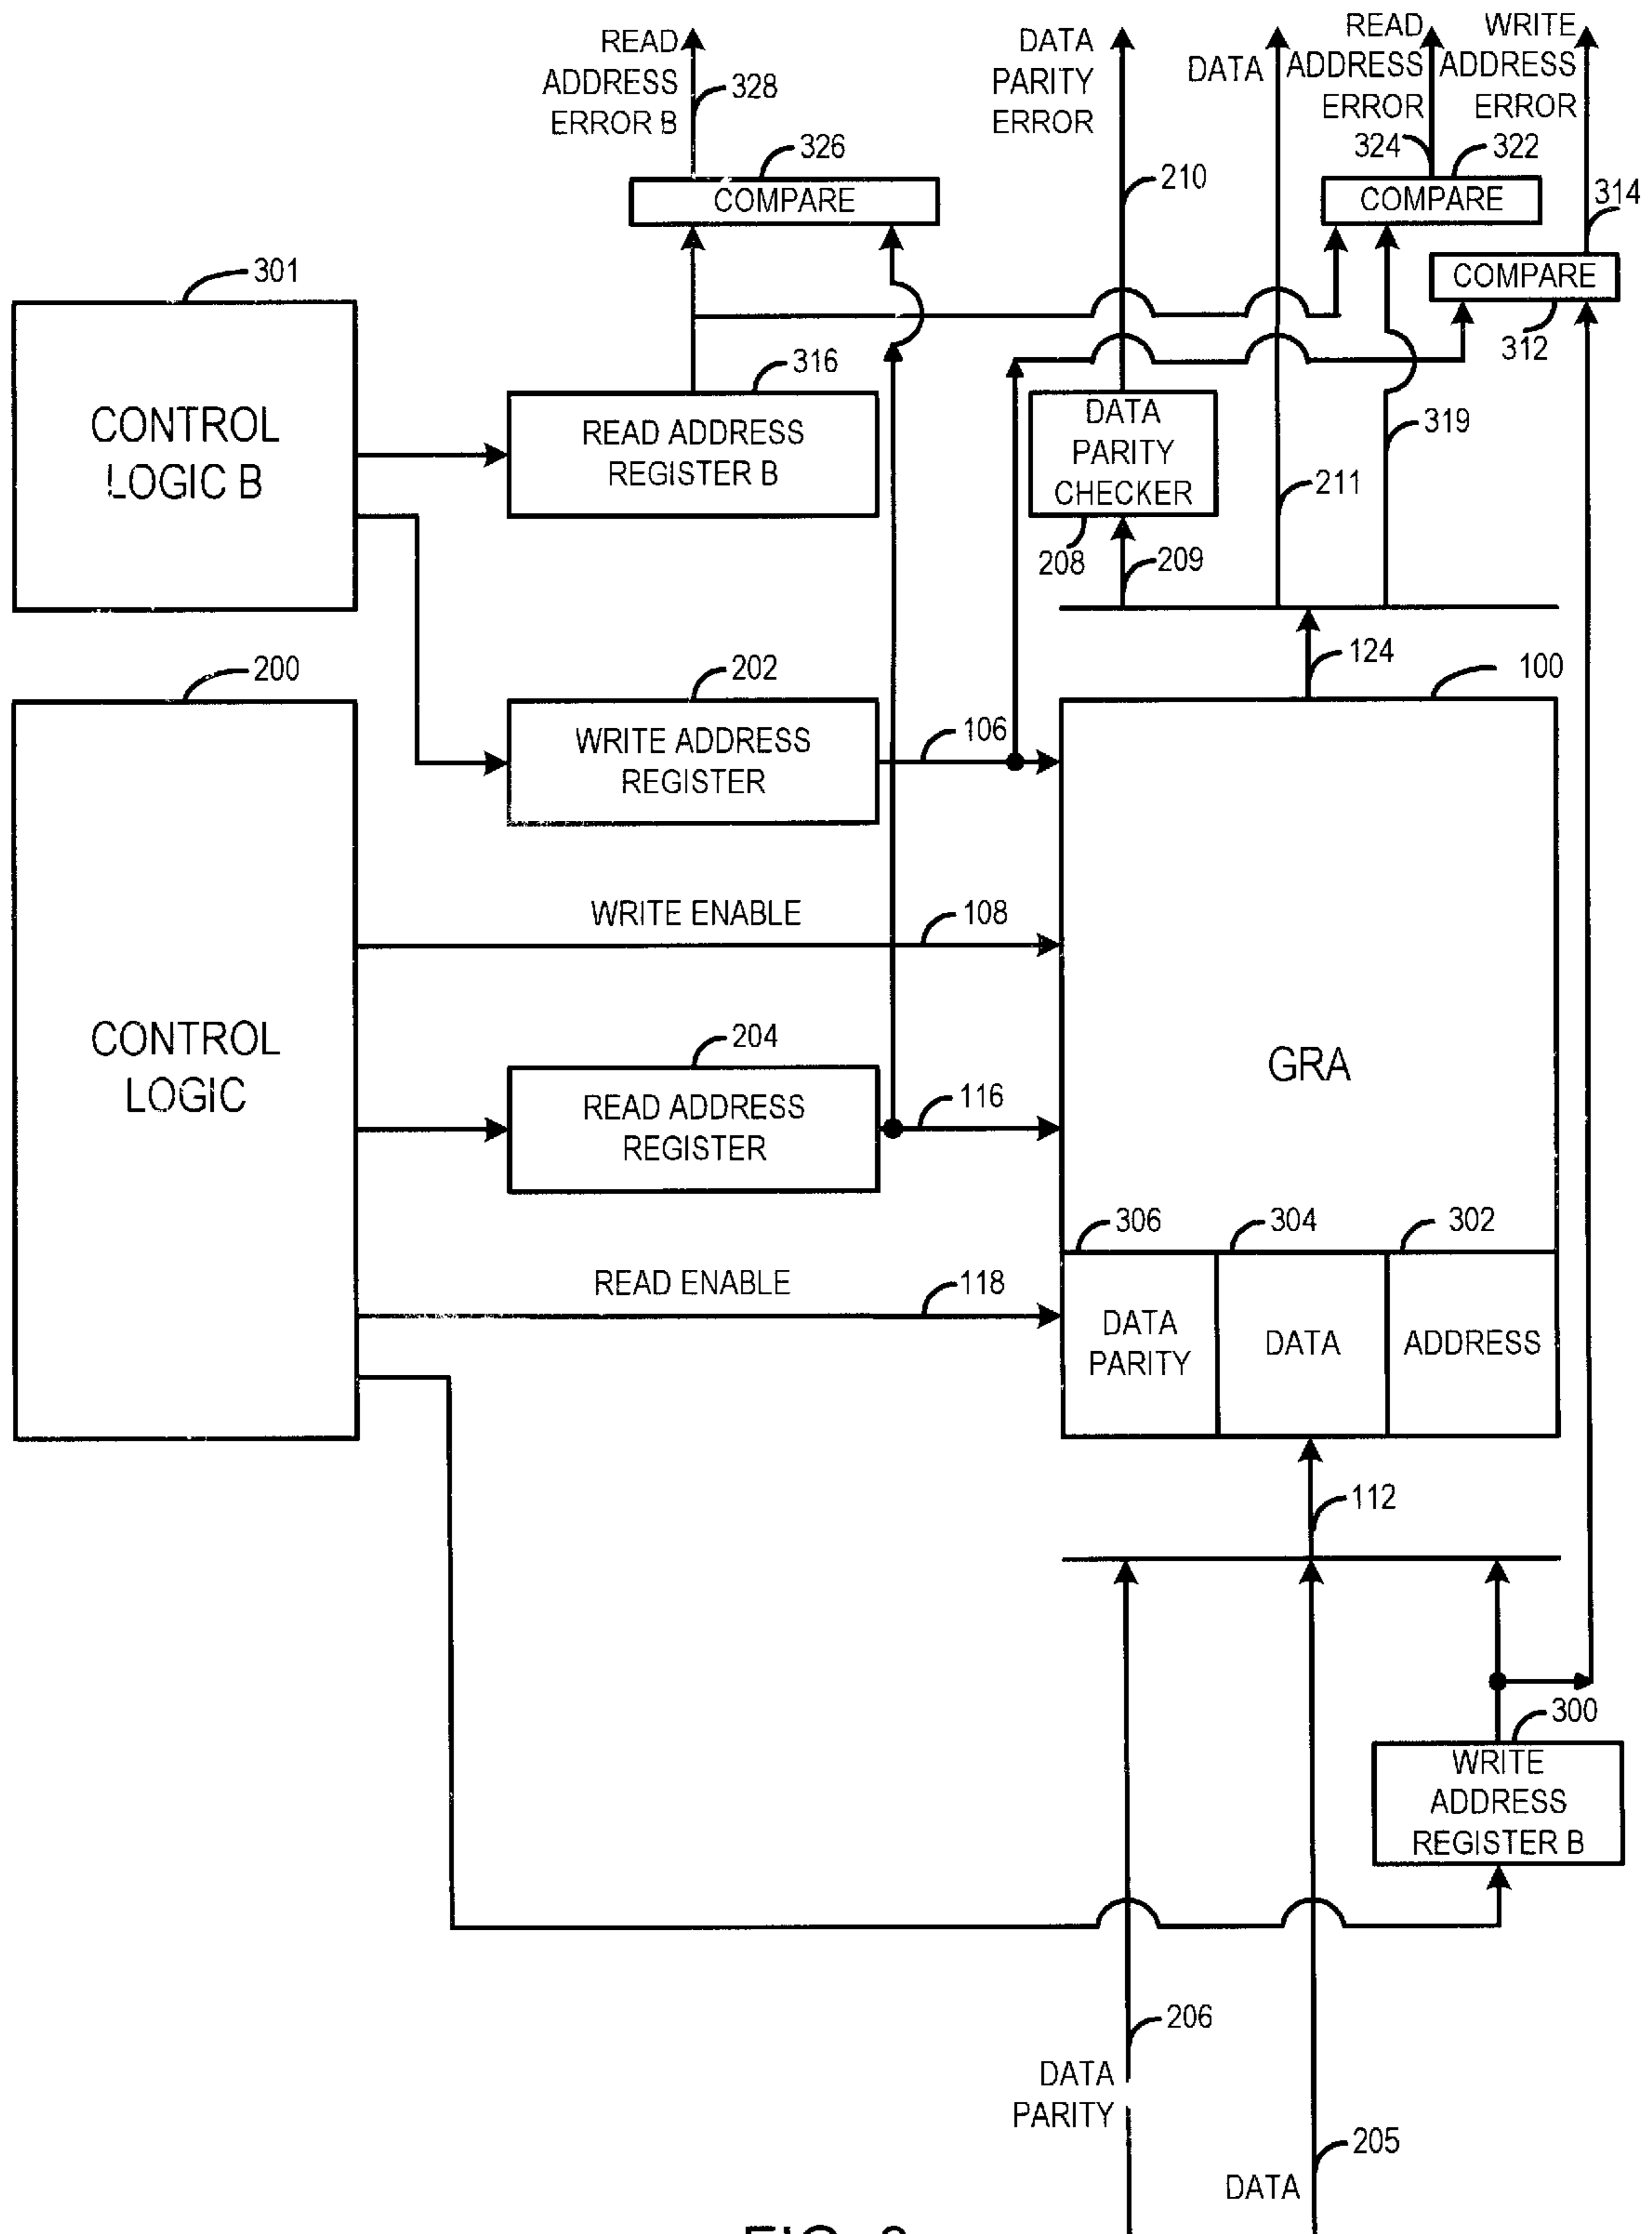 READ
ADDRESS
ERROR B
328
DATA
PARITY
ERROR
DATA
READ
ADDRESS
ERROR
WRITE
ADDRESS
ERROR
326
COMPARE
210
324
322
COMPARE
314
COMPARE
312
301
CONTROL
LOGIC B
316
READ ADDRESS
REGISTER B
DATA
PARITY
CHECKER
208
209
211
319
124
100
200
CONTROL
LOGIC
202
WRITE ADDRESS
REGISTER
106
WRITE ENABLE
108
204
READ ADDRESS
REGISTER
116
GRA
READ ENABLE
118
306
304
302
DATA
PARITY
DATA
ADDRESS
112
300
WRITE
ADDRESS
REGISTER B
206
DATA
PARITY
205
DATA